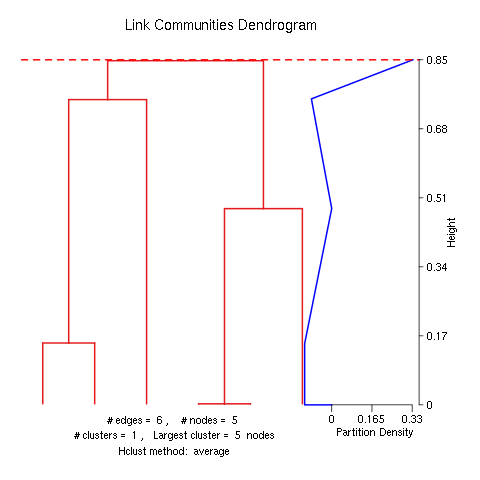 Link Communities Dendrogram
0.85
0.68
0.51
0.34
0.17
0
Height
0 0.165 0.33
Partition Density
# edges = 6 , # nodes = 5
# clusters = 1 , Largest cluster = 5 nodes
Hclust method: average